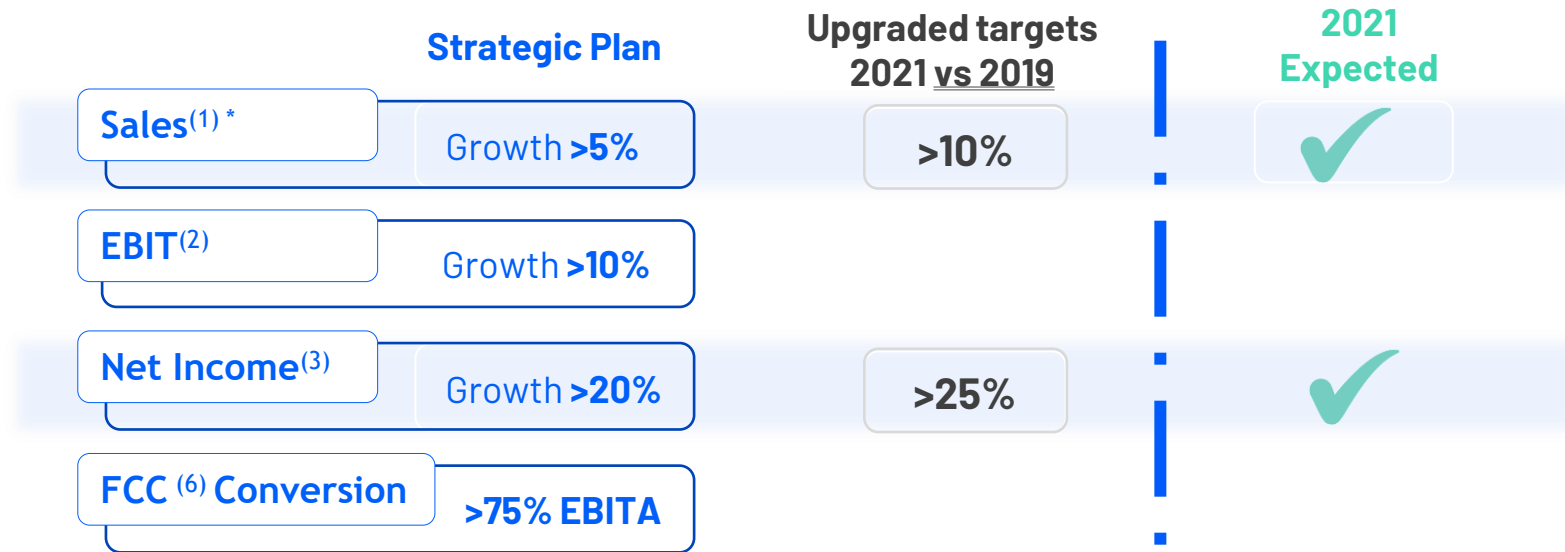 Strategic Plan
Upgraded targets
2021 vs 2019
2021
Expected
Sales(1) *
Growth >5%
>10%
EBIT(2)
Growth >10%
Net Income(3)
Growth >20%
>25%
FCC (6) Conversion
>75% EBITA